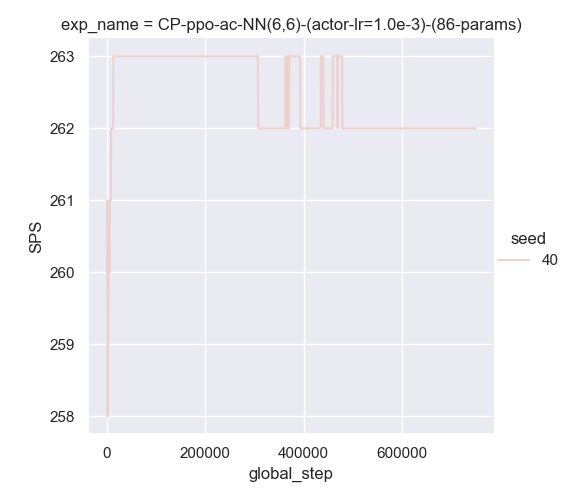 exp_name = CP-ppo-ac-NN(6,6)-(actor-lr=1.0e-3)-(86-params)
263
262
261
260
259
258
SPS
0 200000 400000 600000
global_step
seed
40